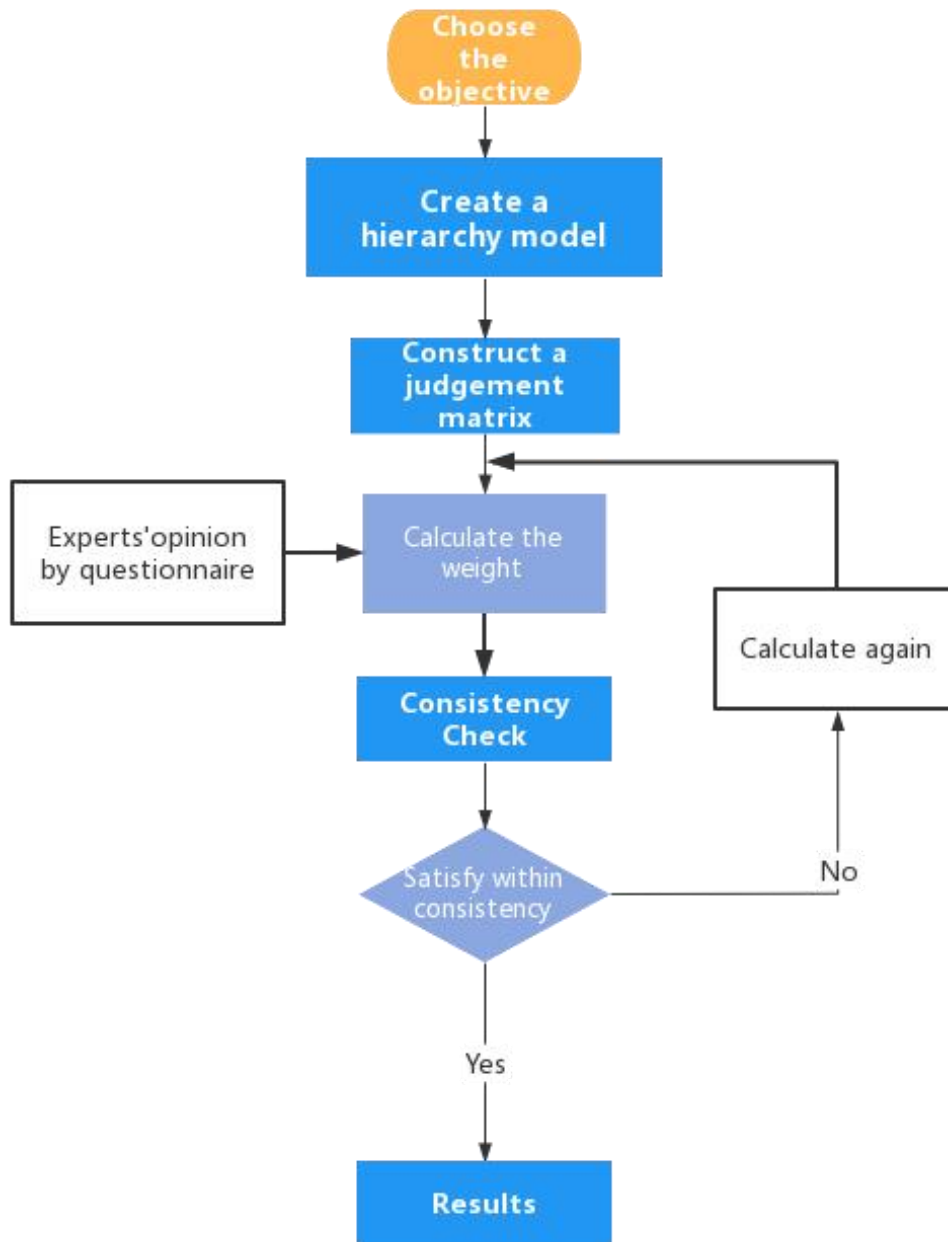 Choose
the
objective
Create a
hierarchy model
Construct a
judgement
matrix
Experts'opinion
by questionnaire
Calculate the
weight
Calculate again
Consistency
Check
Satisfy within
consistency
No
Yes
Results